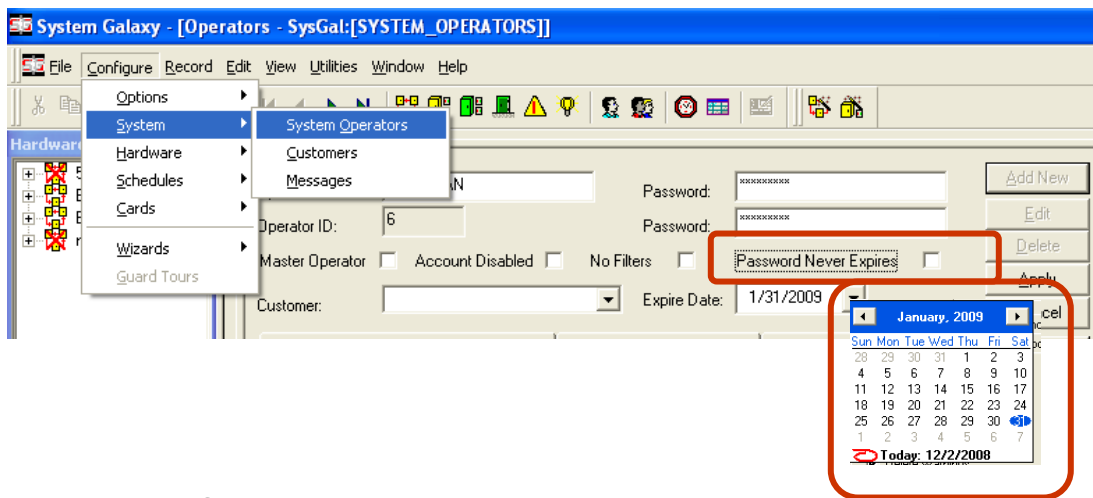 System Galaxy - [Operators - SysGal:[SYSTEM_OPERATORS]]
File Configure Record Edit View Utilities Window Help
Options
System
Hardware
Schedules
Cards
Wizards
Guard Tours
System Operators
Customers
Messages
Password: *********
Add New
Operator ID: 6
Password: *********
Edit
Master Operator Account Disabled No Filters Password Never Expires
Delete
Apply
Customer:
Expire Date: 1/31/2009
January, 2009
Sun Mon Tue Wed Thu Fri Sat
28 29 30 31 1 2 3
4 5 6 7 8 9 10
11 12 13 14 15 16 17
18 19 20 21 22 23 24
25 26 27 28 29 30 31
1 2 3 4 5 6 7
Today: 12/2/2008